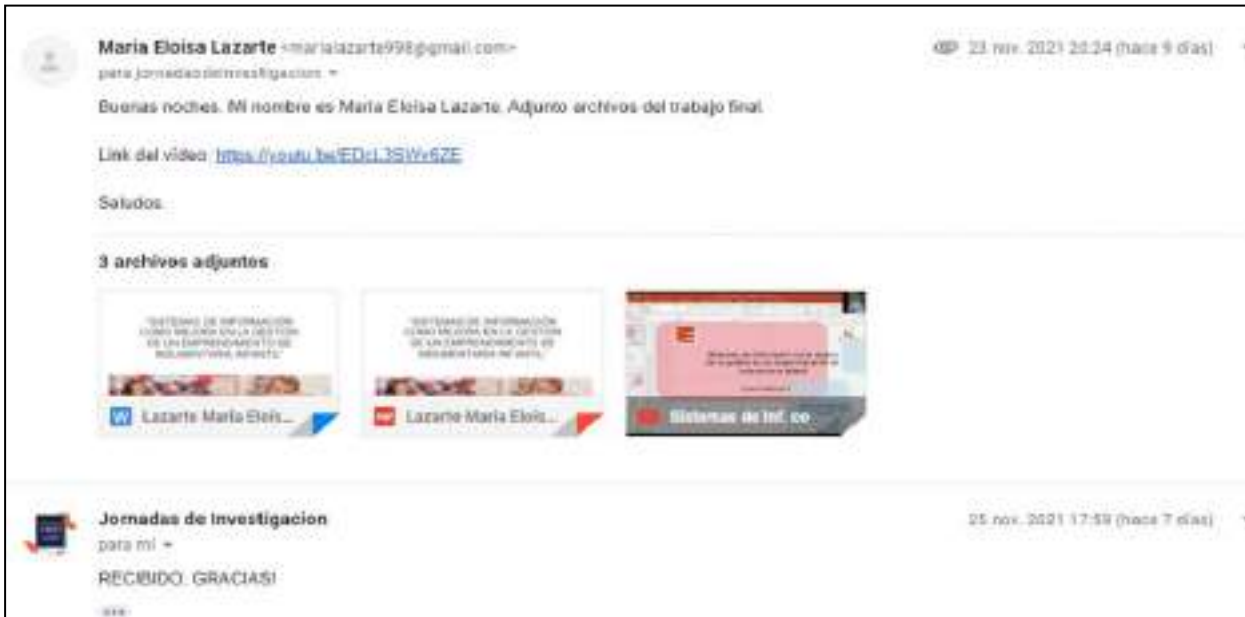 Maria Eloisa Lazarte <marialazarte998@gmail.com>
23 nov. 2021 20:24 (hace 9 días)
para jornadasdeinvestigacion
Buenas noches. Mi nombre es Maria Eloisa Lazarte. Adjunto archivos del trabajo final.
Link del video: https://youtu.be/EDcL3SWv6ZE
Saludos.
3 archivos adjuntos
"SISTEMAS DE INFORMACIÓN
COMO MEJORA EN LA GESTIÓN
DE UN EMPRENDIMIENTO DE
INDUMENTARIA INFANTIL"
W Lazarte Maria Elois...
"SISTEMAS DE INFORMACIÓN
COMO MEJORA EN LA GESTIÓN
DE UN EMPRENDIMIENTO DE
INDUMENTARIA INFANTIL"
PDF Lazarte Maria Elois...
Sistemas de Inf. co
Jornadas de Investigacion
25 nov. 2021 17:59 (hace 7 días)
para mí
RECIBIDO. GRACIAS!